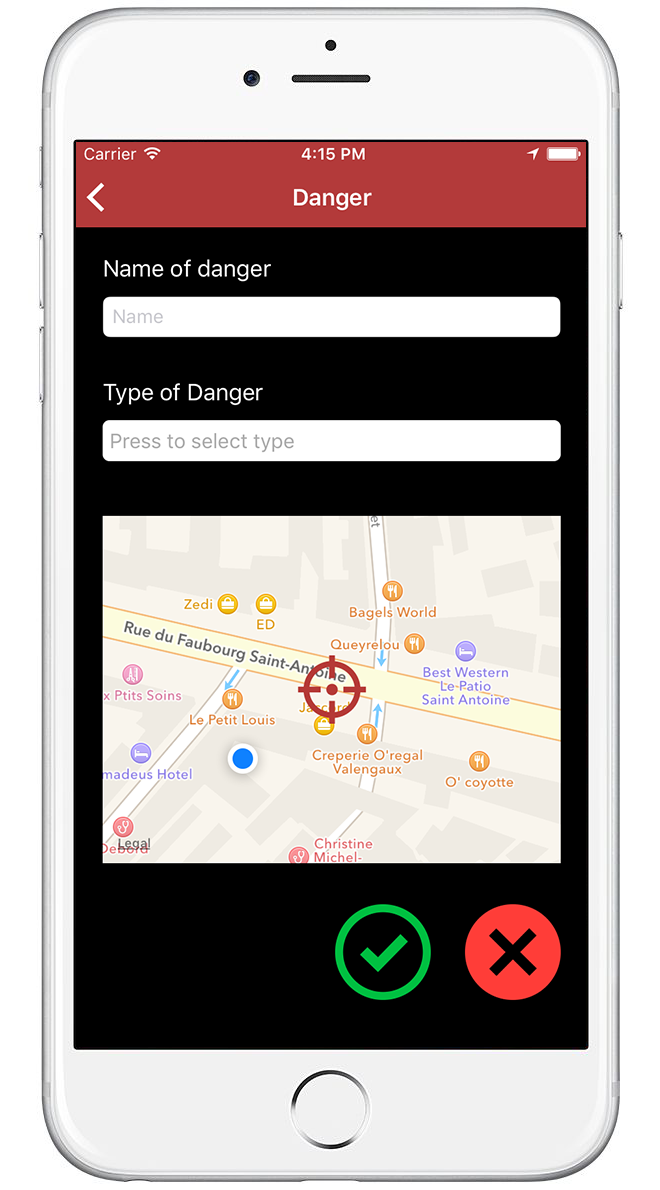 Carrier
4:15 PM
Danger
Name of danger
Name
Type of Danger
Press to select type
et
Zedi
ED
Bagels World
Rue du Faubourg Saint-Antoine
Queyrelou
Best Western
Le Patio
Saint Antoine
x Ptits Soins
Le Petit Louis
Creperie O'regal
Valengaux
madeus Hotel
O' coyotte
Legal
Debord
Christine
Michel-